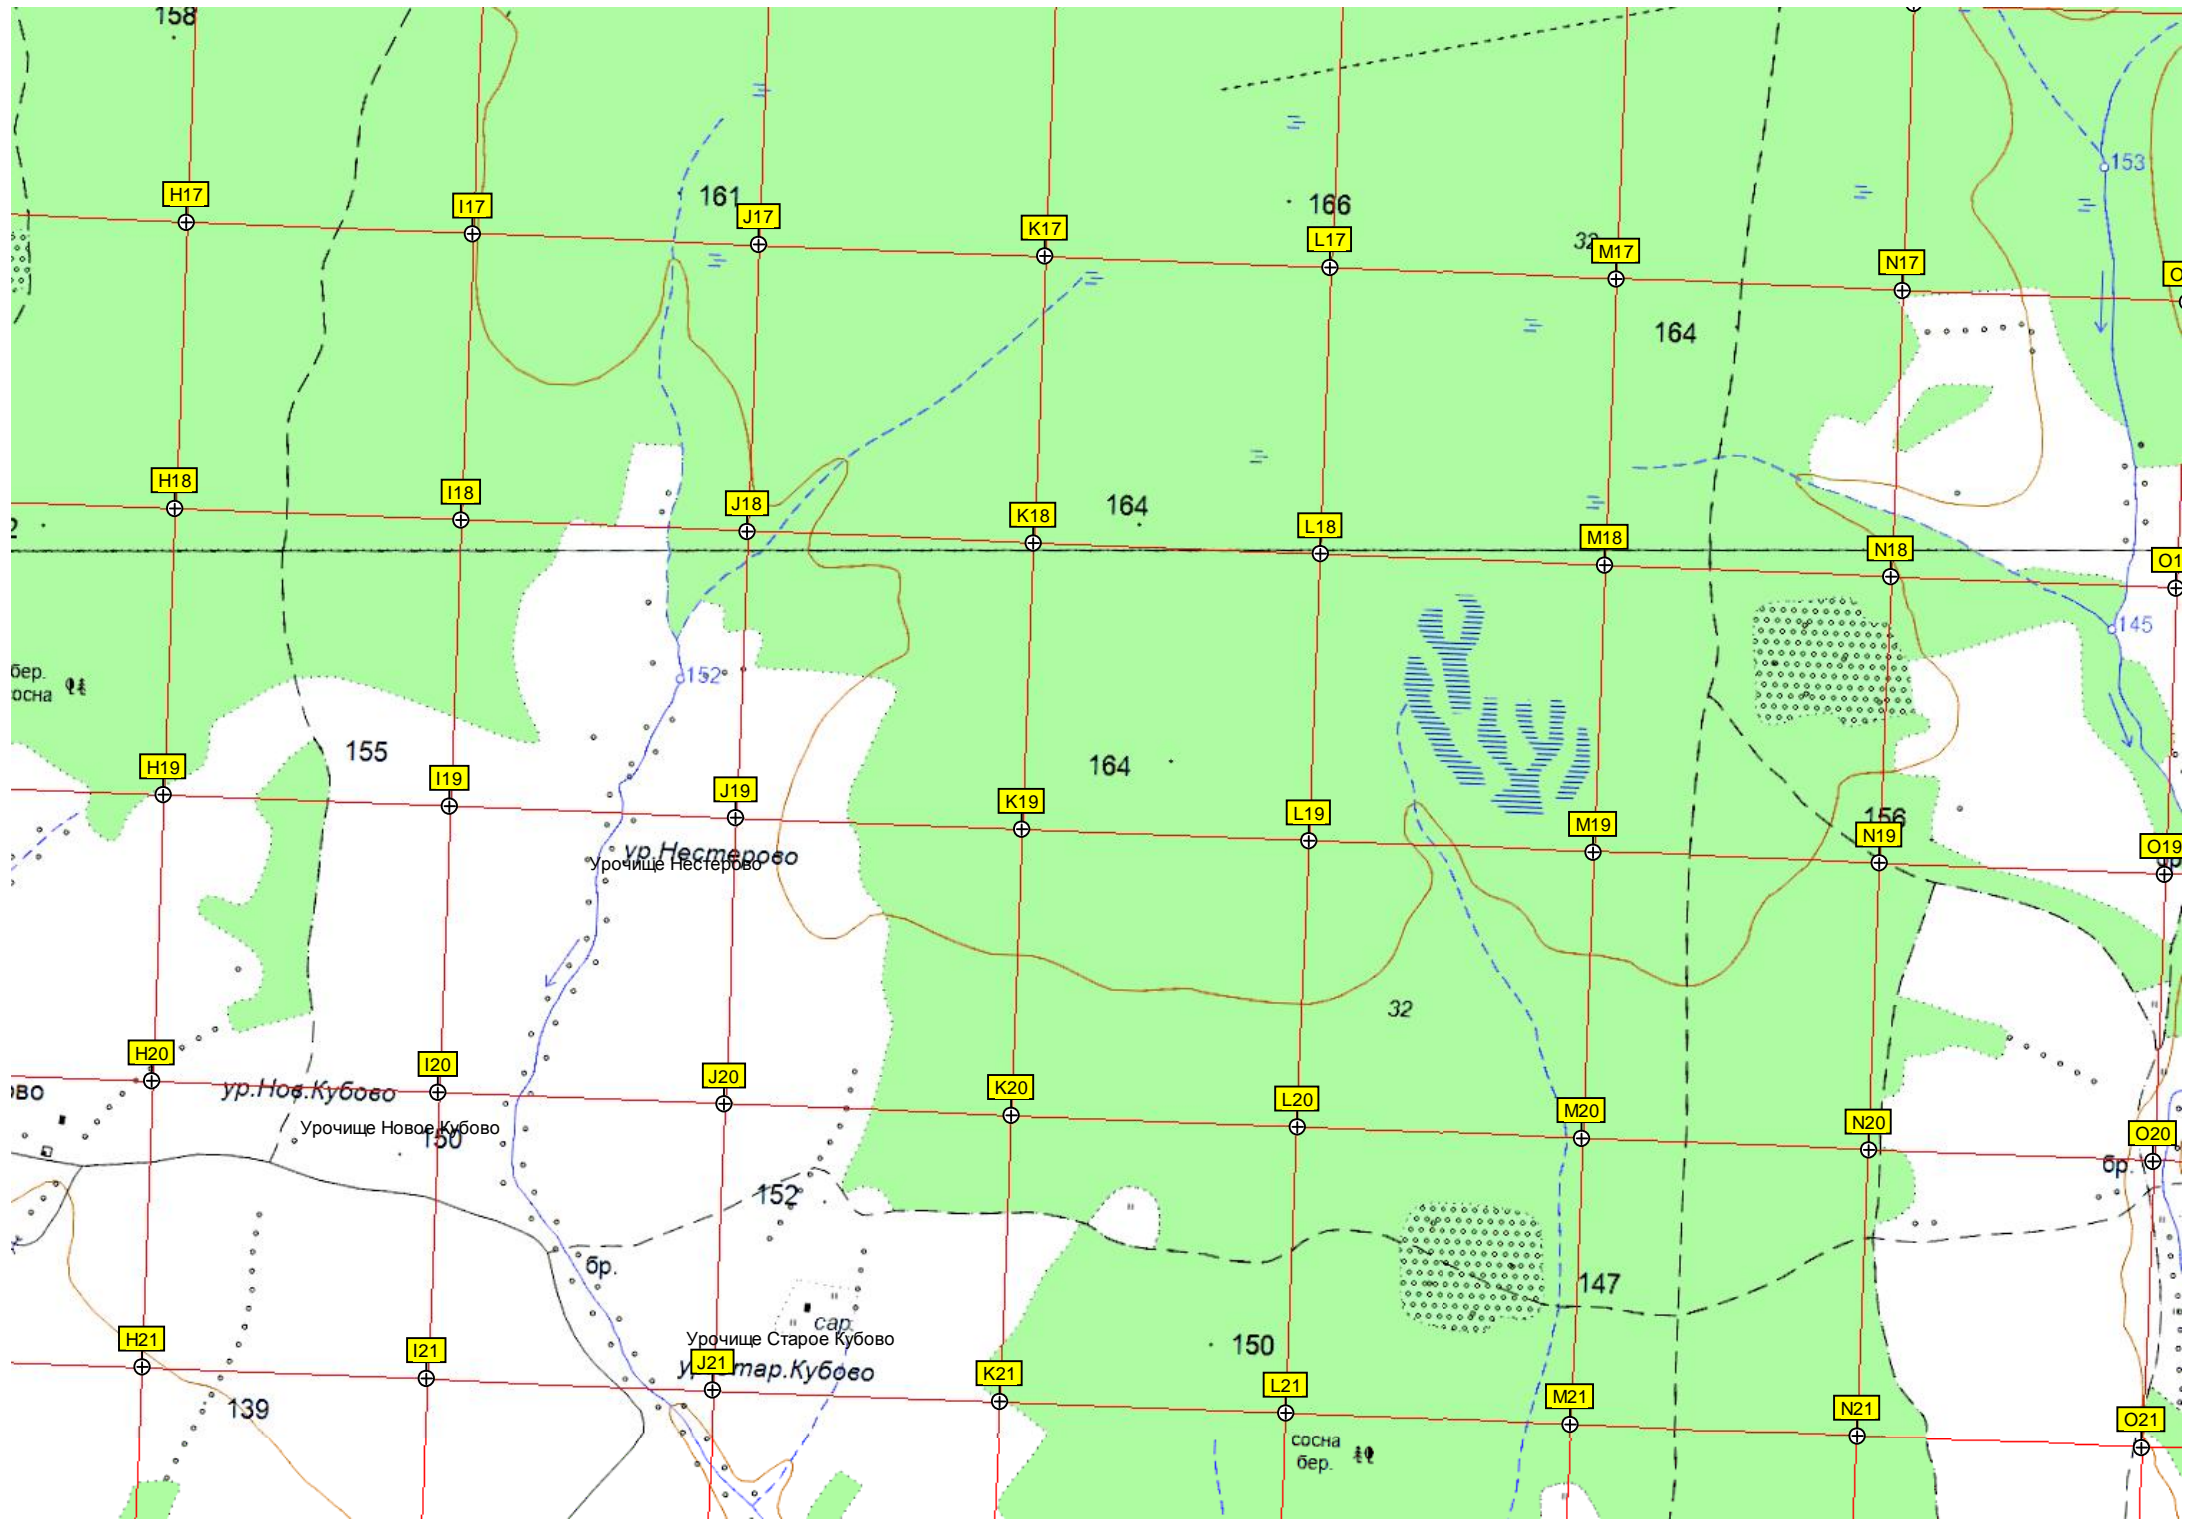 158
153
161
166
H17
I17
J17
K17
L17
32
M17
N17
164
H18
I18
J18
K18
164
L18
M18
N18
145
бер.
сосна
152
155
164
H19
I19
J19
K19
L19
M19
156
N19
O19
ур.Нестерово
Урочище Нестерово
32
H20
I20
J20
K20
L20
M20
N20
O20
ур.Нов.Кубово
Урочище Новое Кубово
150
152
бр.
бр.
147
сар.
150
Урочище Старое Кубово
H21
I21
J21
K21
L21
M21
N21
O21
139
сосна
бер.